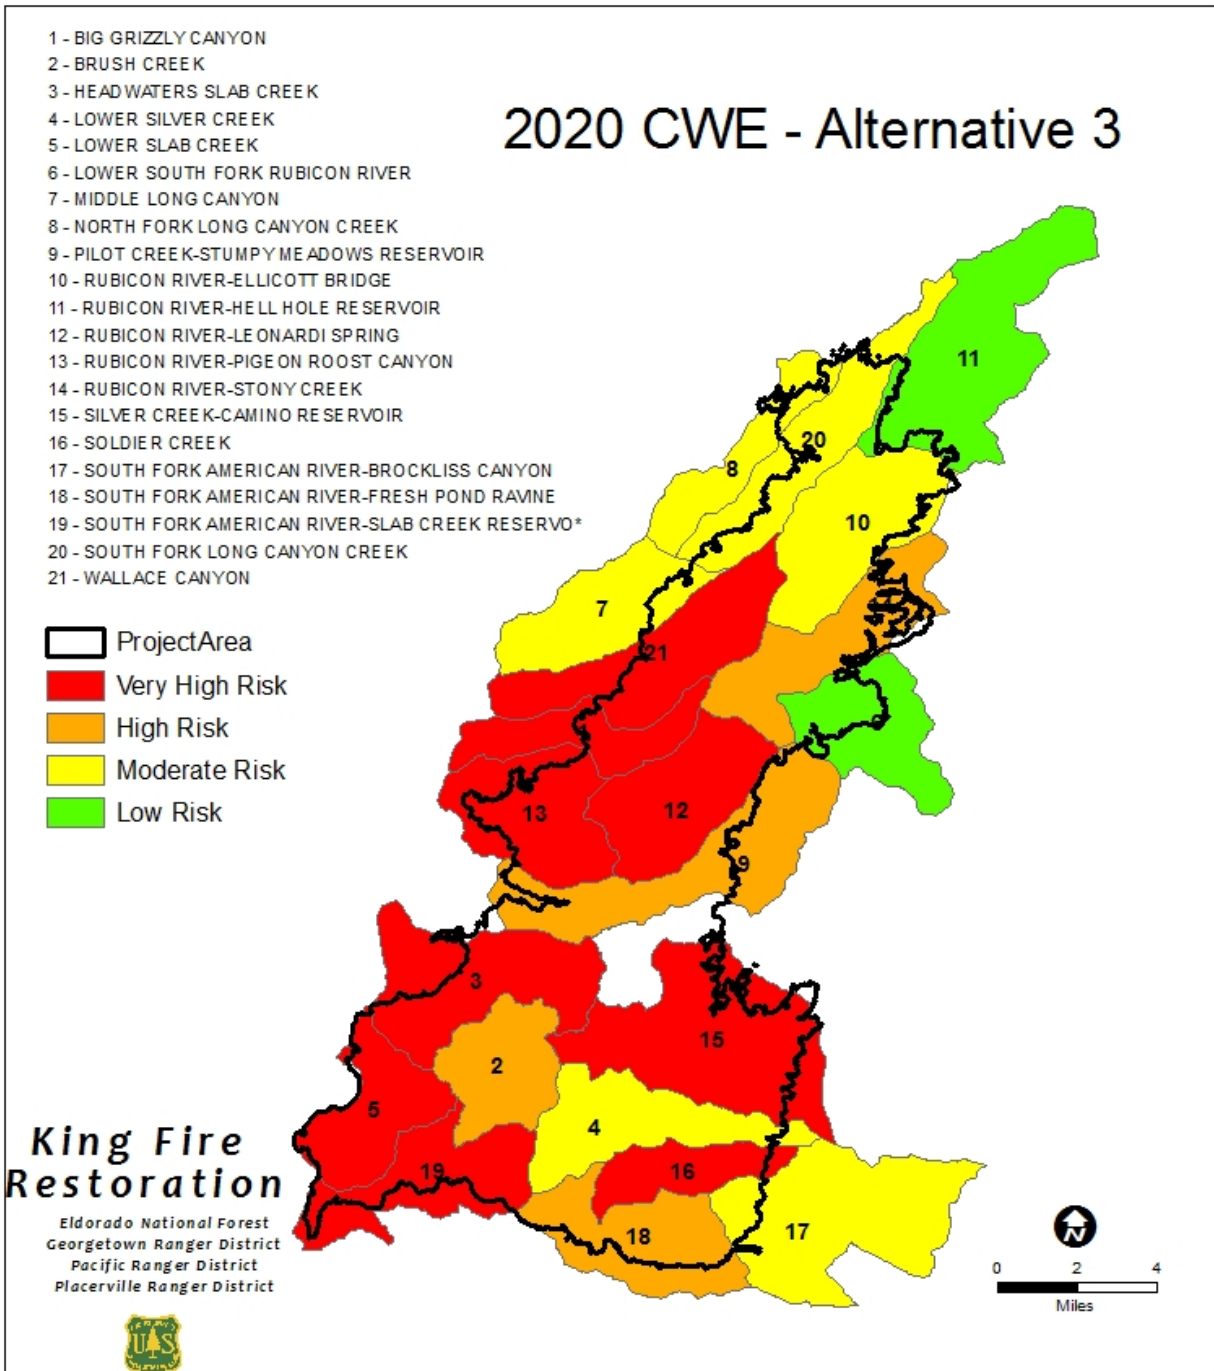 1 - BIG GRIZZLY CANYON
2 - BRUSH CREEK
3 - HEADWATERS SLAB CREEK
4 - LOWER SILVER CREEK
5 - LOWER SLAB CREEK
6 - LOWER SOUTH FORK RUBICON RIVER
7 - MIDDLE LONG CANYON
8 - NORTH FORK LONG CANYON CREEK
9 - PILOT CREEK-STUMPY MEADOWS RESERVOIR
10 - RUBICON RIVER-ELLICOTT BRIDGE
11 - RUBICON RIVER-HELL HOLE RESERVOIR
12 - RUBICON RIVER-LEONARDI SPRING
13 - RUBICON RIVER-PIGEON ROOST CANYON
14 - RUBICON RIVER-STONY CREEK
15 - SILVER CREEK-CAMINO RESERVOIR
16 - SOLDIER CREEK
17 - SOUTH FORK AMERICAN RIVER-BROCKLISS CANYON
18 - SOUTH FORK AMERICAN RIVER-FRESH POND RAVINE
19 - SOUTH FORK AMERICAN RIVER-SLAB CREEK RESERVO*
20 - SOUTH FORK LONG CANYON CREEK
21 - WALLACE CANYON
2020 CWE - Alternative 3
ProjectArea
Very High Risk
High Risk
Moderate Risk
Low Risk
11
20
8
10
7
21
13
12
9
3
15
2
5
4
19
16
18
17
King Fire
Restoration
Eldorado National Forest
Georgetown Ranger District
Pacific Ranger District
Placerville Ranger District
N
0 2 4
Miles
U S